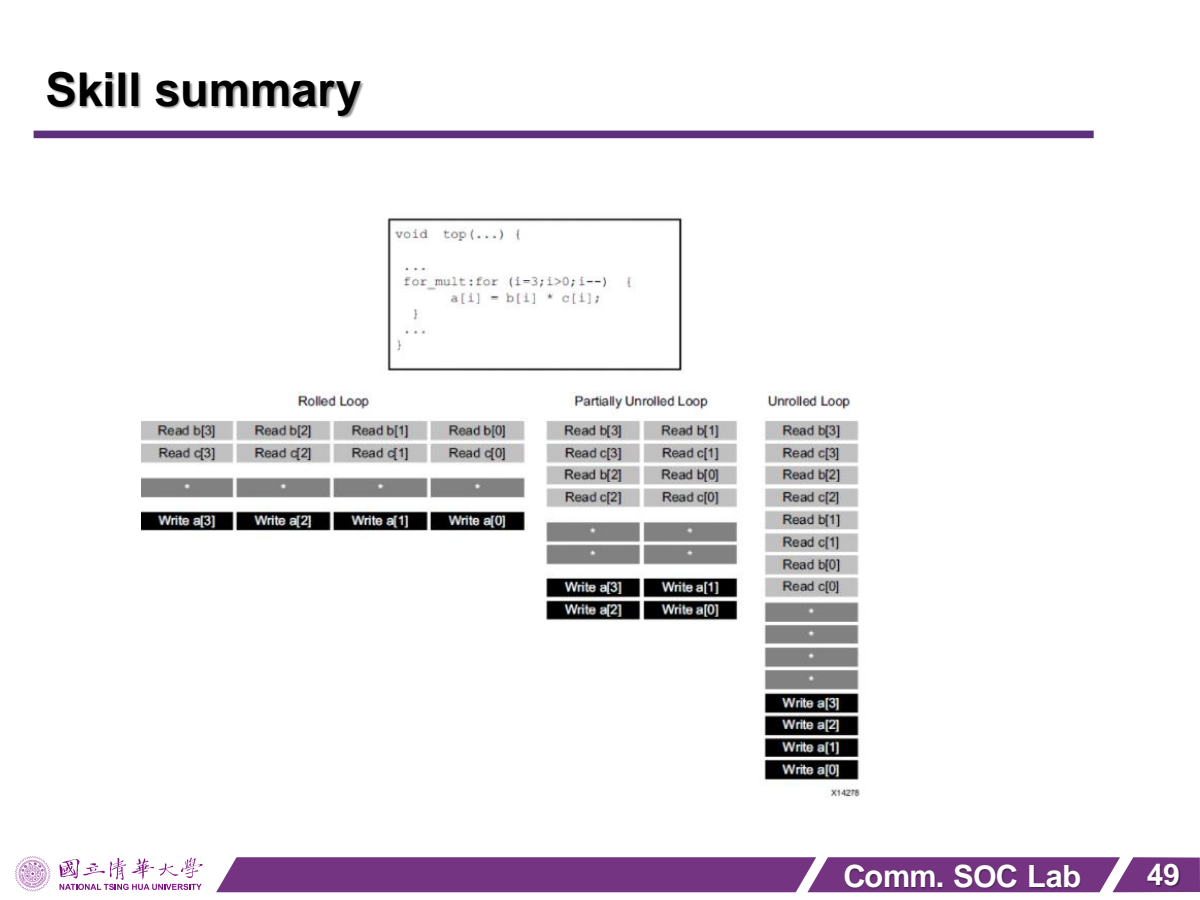 Skill summary
void top(...) {
...
for_mult:for (i=3;i>0;i--) {
a[i] = b[i] * c[i];
}
...
}
Rolled Loop
Read b[3] Read b[2] Read b[1] Read b[0]
Read c[3] Read c[2] Read c[1] Read c[0]
* * * *
Write a[3] Write a[2] Write a[1] Write a[0]
Partially Unrolled Loop
Read b[3] Read b[1]
Read c[3] Read c[1]
Read b[2] Read b[0]
Read c[2] Read c[0]
* *
* *
Write a[3] Write a[1]
Write a[2] Write a[0]
Unrolled Loop
Read b[3]
Read c[3]
Read b[2]
Read c[2]
Read b[1]
Read c[1]
Read b[0]
Read c[0]
*
*
*
*
Write a[3]
Write a[2]
Write a[1]
Write a[0]
X14278
國立清華大學
NATIONAL TSING HUA UNIVERSITY
Comm. SOC Lab
49